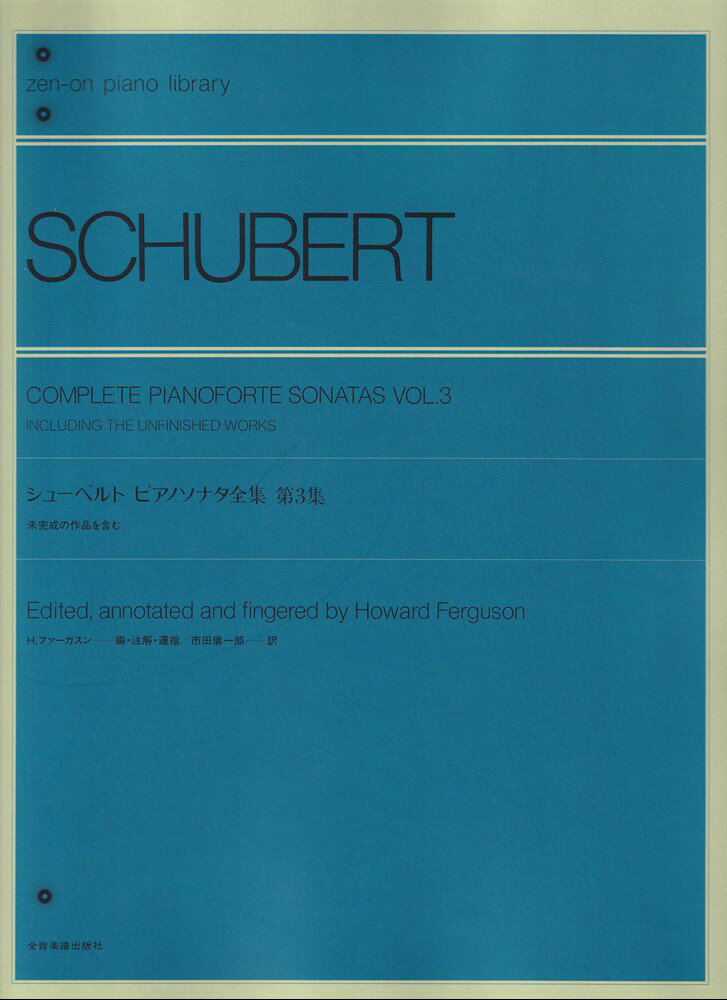 zen-on piano library
SCHUBERT
COMPLETE PIANOFORTE SONATAS VOL.3
INCLUDING THE UNFINISHED WORKS
シューベルト ピアノソナタ全集 第3集
未完成の作品を含む
Edited, annotated and fingered by Howard Ferguson
H.ファーガスン──編・注解・運指/市田儀一郎──訳
全音楽譜出版社